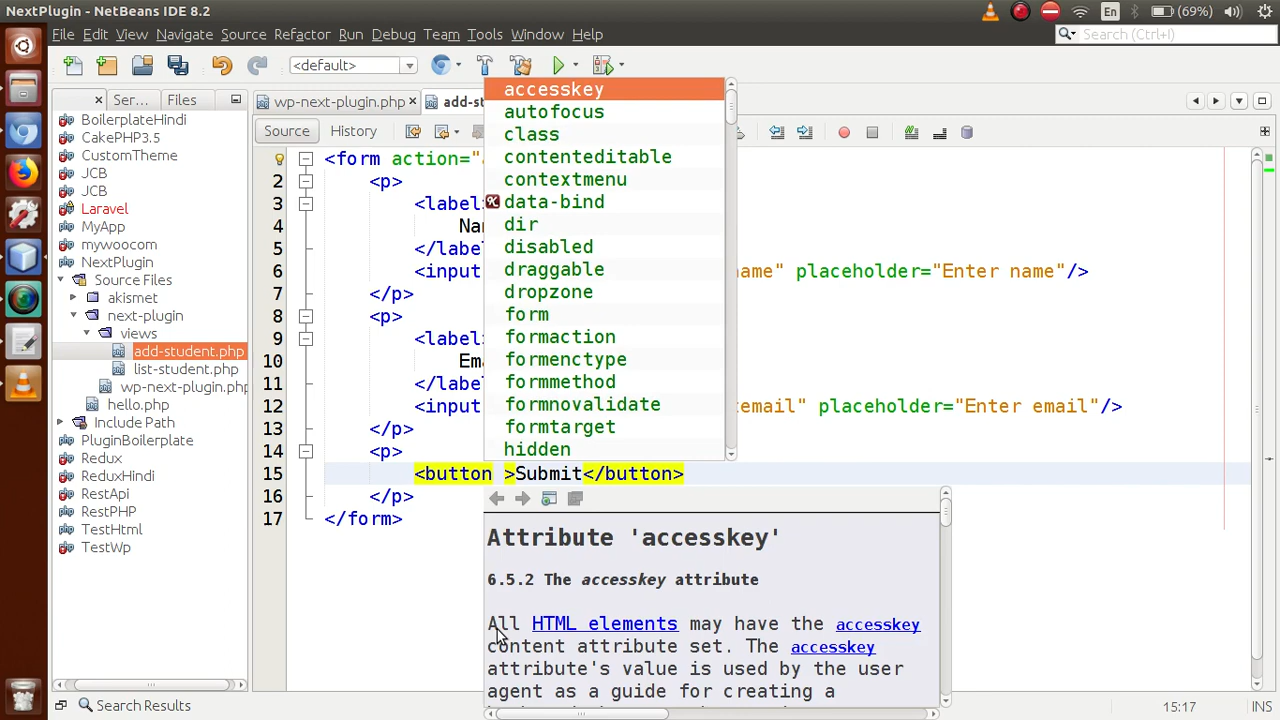 NextPlugin - NetBeans IDE 8.2
En
(69%)
File Edit View Navigate Source Refactor Run Debug Team Tools Window Help
Search (Ctrl+I)
<default>
Ser... Files
wp-next-plugin.php
add-st
Source History
BoilerplateHindi
CakePHP3.5
CustomTheme
JCB
JCB
Laravel
MyApp
mywoocom
NextPlugin
Source Files
akismet
next-plugin
views
add-student.php
list-student.php
wp-next-plugin.php
hello.php
Include Path
PluginBoilerplate
Redux
ReduxHindi
RestApi
RestPHP
TestHtml
TestWp
<form action="
2 <p>
3 <label
4 Na
5 </labe
6 <input name" placeholder="Enter name"/>
7 </p>
8 <p>
9 <label
10 Ema
11 </labe
12 <input temail" placeholder="Enter email"/>
13 </p>
14 <p>
15 <button >Submit</button>
16 </p>
17 </form>
accesskey
autofocus
class
contenteditable
contextmenu
data-bind
dir
disabled
draggable
dropzone
form
formaction
formenctype
formmethod
formnovalidate
formtarget
hidden
Attribute 'accesskey'
6.5.2 The accesskey attribute
All HTML elements may have the accesskey
content attribute set. The accesskey
attribute's value is used by the user
agent as a guide for creating a
Search Results
15:17
INS